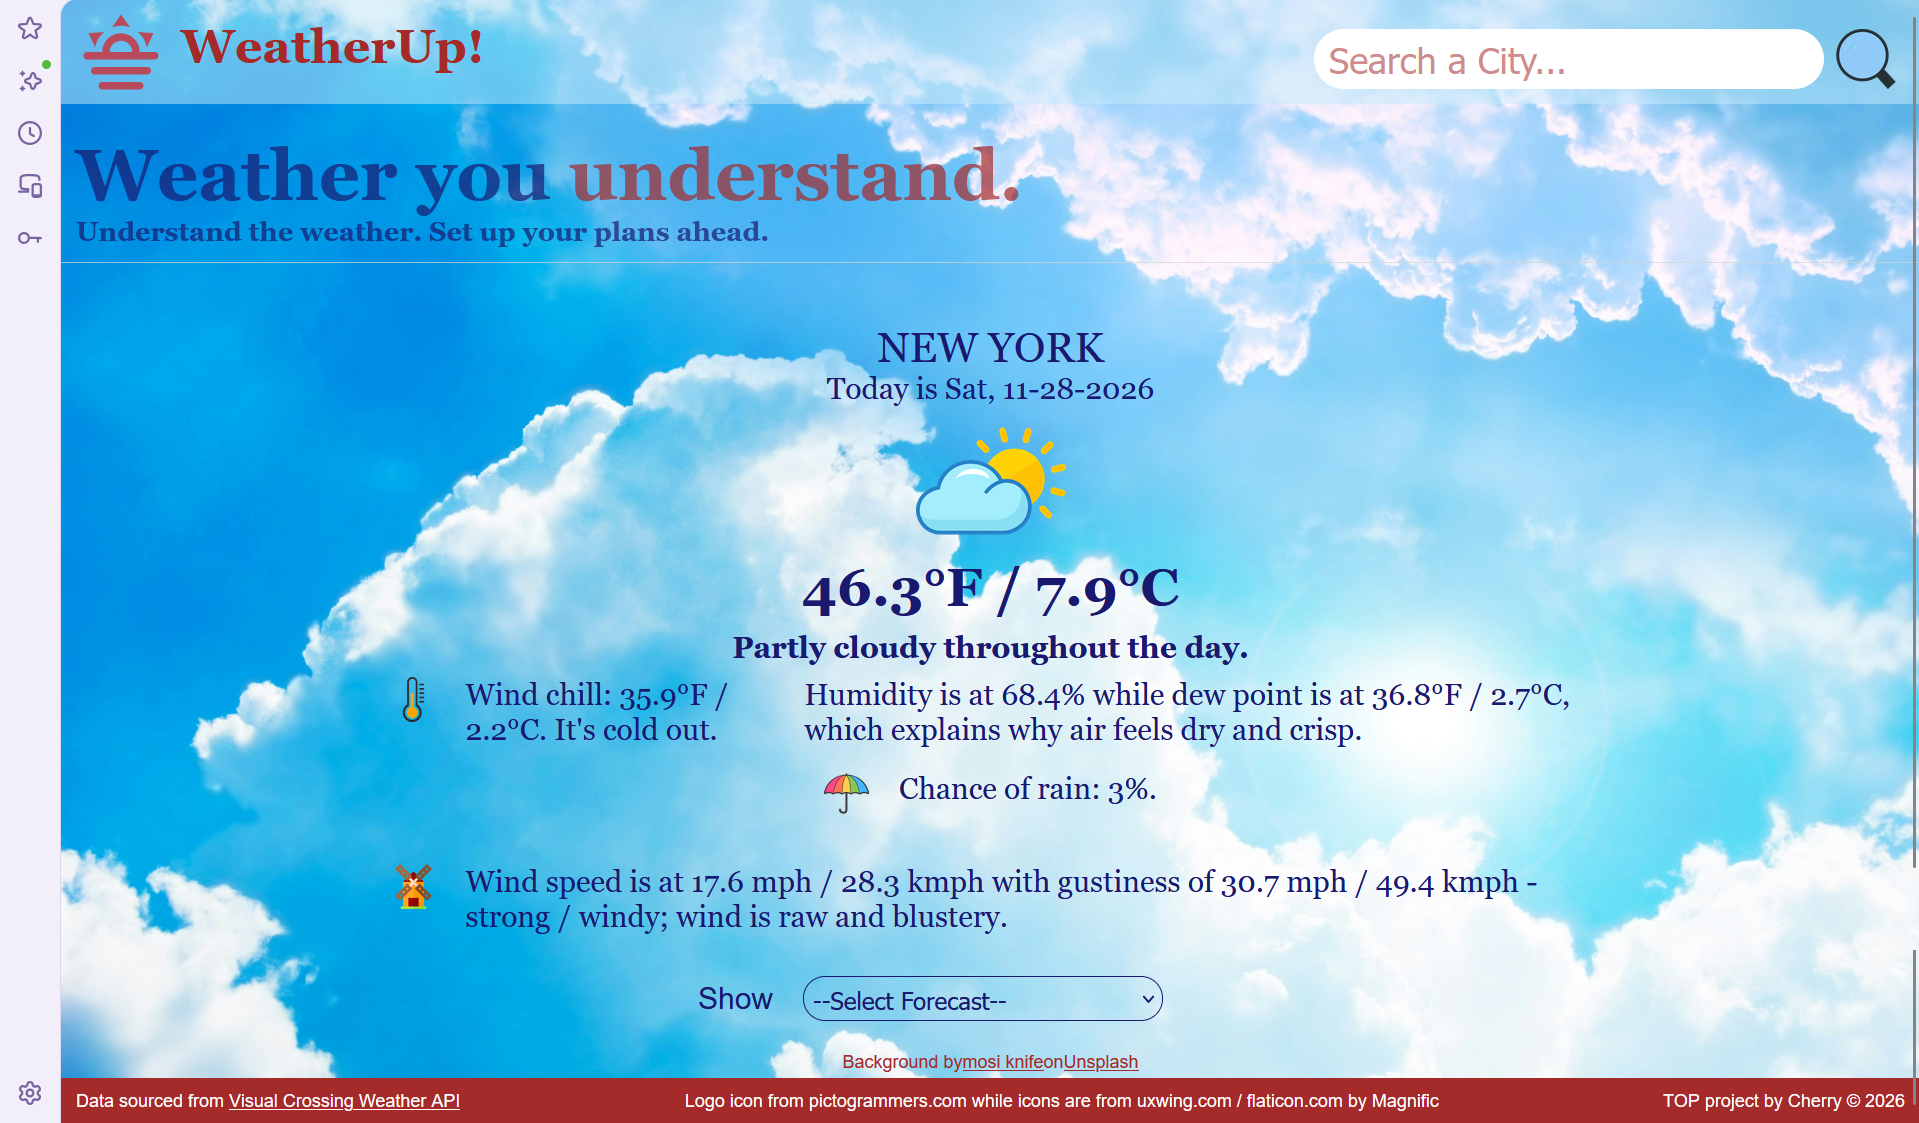 WeatherUp!
Search a City...
Weather you understand.
Understand the weather. Set up your plans ahead.
NEW YORK
Today is Sat, 11-28-2026
46.3°F / 7.9°C
Partly cloudy throughout the day.
Wind chill: 35.9°F /
2.2°C. It's cold out.
Humidity is at 68.4% while dew point is at 36.8°F / 2.7°C,
which explains why air feels dry and crisp.
Chance of rain: 3%.
Wind speed is at 17.6 mph / 28.3 kmph with gustiness of 30.7 mph / 49.4 kmph -
strong / windy; wind is raw and blustery.
Show --Select Forecast--
Background bymosi knifeonUnsplash
Data sourced from Visual Crossing Weather API
Logo icon from pictogrammers.com while icons are from uxwing.com / flaticon.com by Magnific
TOP project by Cherry © 2026